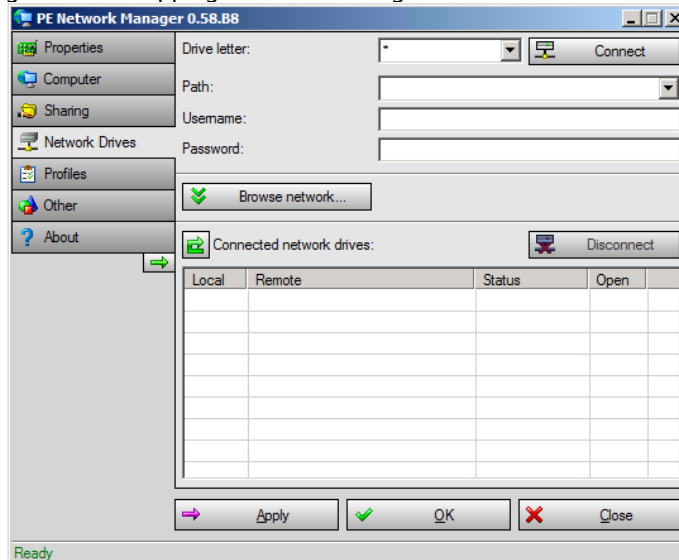 PE Network Manager 0.58.B8
Properties
Computer
Sharing
Network Drives
Profiles
Other
About
Drive letter:
*
Connect
Path:
Username:
Password:
Browse network...
Connected network drives:
Disconnect
Local Remote Status Open
Apply OK Close
Ready